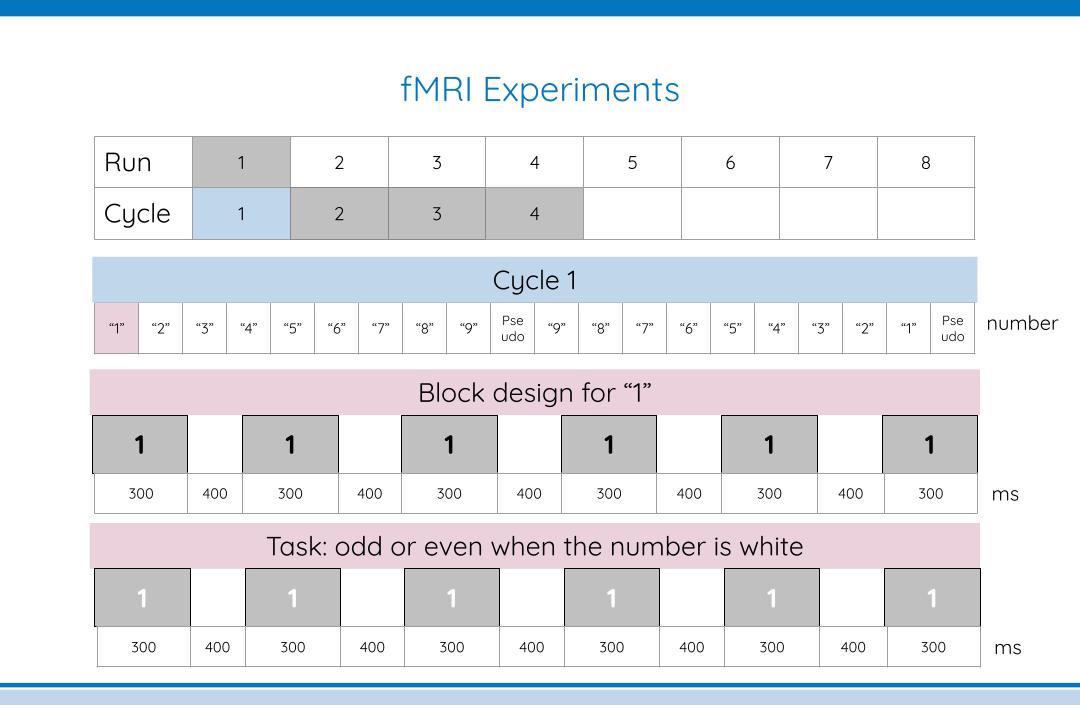 fMRI Experiments
Run 1 2 3 4 5 6 7 8
Cycle 1 2 3 4
Cycle 1
“1” “2” “3” “4” “5” “6” “7” “8” “9” Pse udo “9” “8” “7” “6” “5” “4” “3” “2” “1” Pse udo number
Block design for “1”
1 1 1 1 1 1
300 400 300 400 300 400 300 400 300 400 300 ms
Task: odd or even when the number is white
1 1 1 1 1 1
300 400 300 400 300 400 300 400 300 400 300 ms